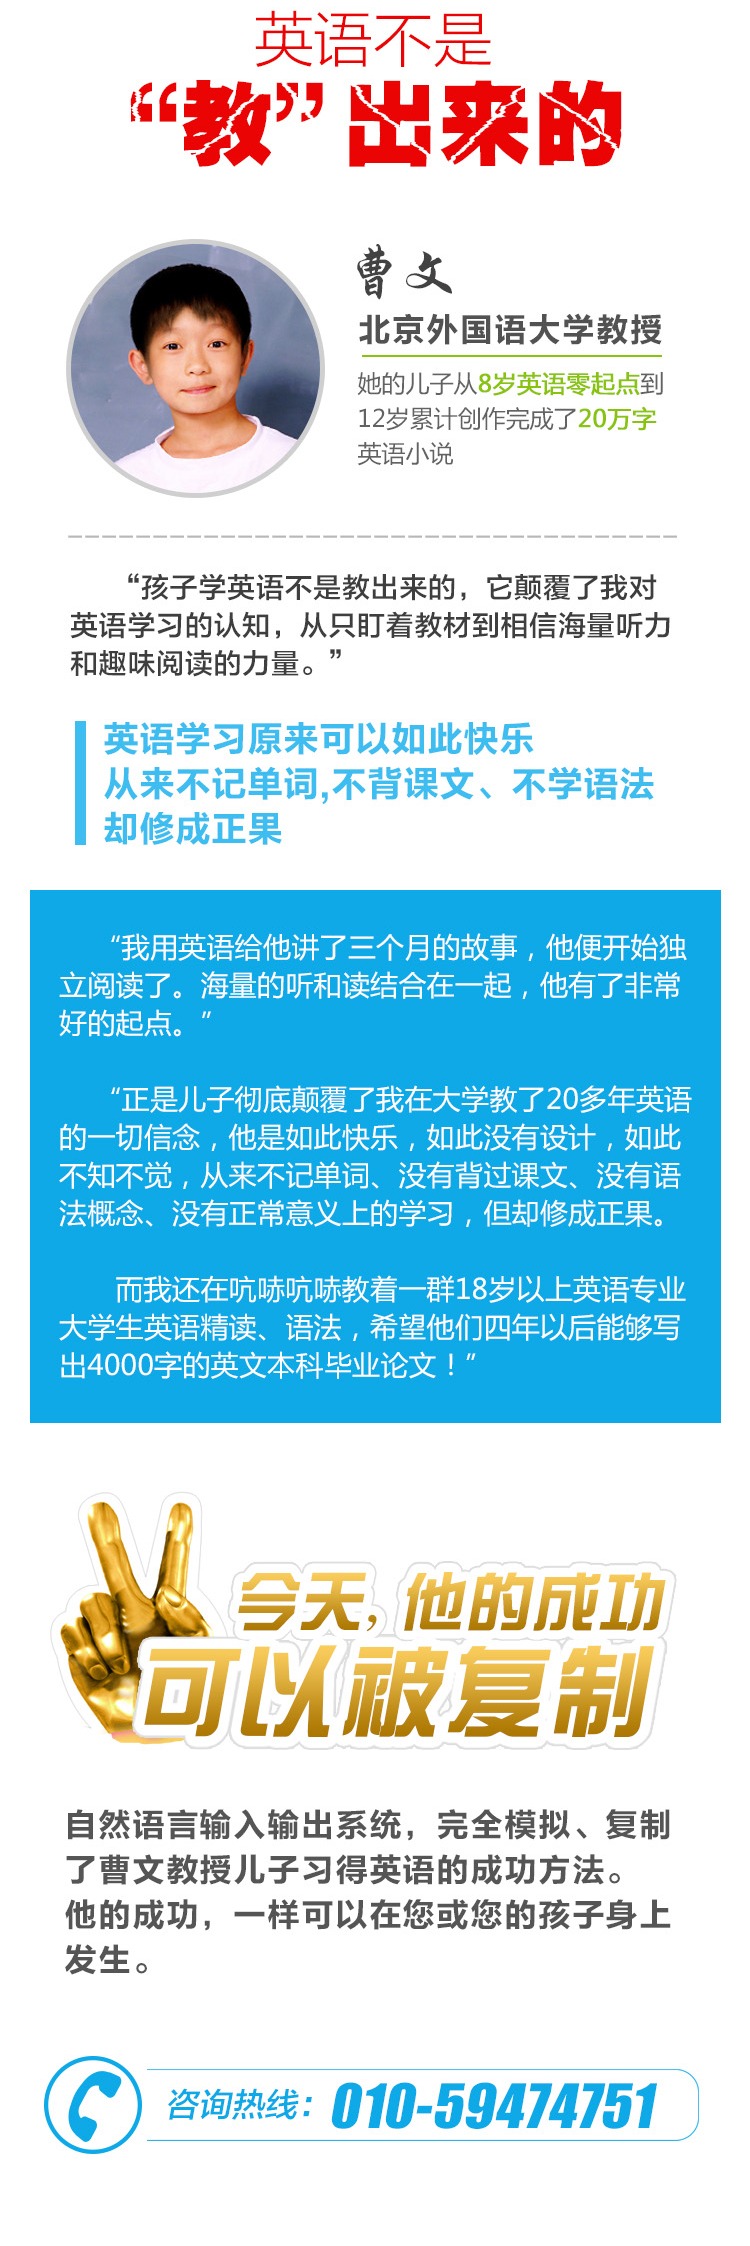 英语不是
“教”出来的
曹文
北京外国语大学教授
她的儿子从8岁英语零起点到
12岁累计创作完成了20万字
英语小说
“孩子学英语不是教出来的，它颠覆了我对
英语学习的认知，从只盯着教材到相信海量听力
和趣味阅读的力量。”
英语学习原来可以如此快乐
从来不记单词,不背课文、不学语法
却修成正果
“我用英语给他讲了三个月的故事，他便开始独
立阅读了。海量的听和读结合在一起，他有了非常
好的起点。”
“正是儿子彻底颠覆了我在大学教了20多年英语
的一切信念，他是如此快乐，如此没有设计，如此
不知不觉，从来不记单词、没有背过课文、没有语
法概念、没有正常意义上的学习，但却修成正果。
而我还在吭哧吭哧教着一群18岁以上英语专业
大学生英语精读、语法，希望他们四年以后能够写
出4000字的英文本科毕业论文！”
今天，他的成功
可以被复制
自然语言输入输出系统，完全模拟、复制
了曹文教授儿子习得英语的成功方法。
他的成功，一样可以在您或您的孩子身上
发生。
咨询热线：010-59474751